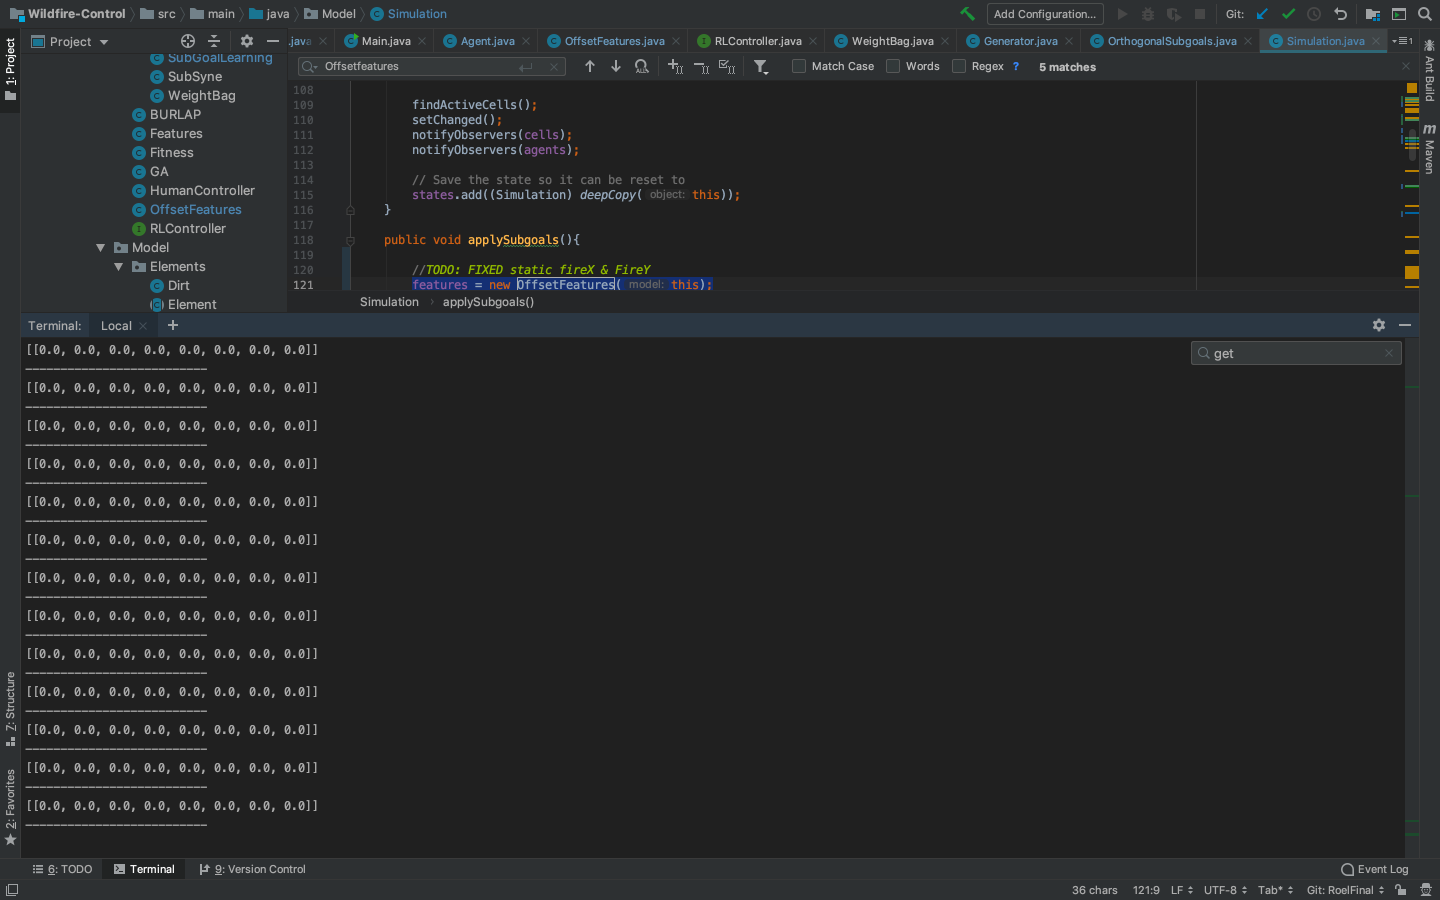 Wildfire-Control src main java Model Simulation Add Configuration... Git:
1: Project
Project
.java Main.java Agent.java OffsetFeatures.java RLController.java WeightBag.java Generator.java OrthogonalSubgoals.java Simulation.java 1
Offsetfeatures ALL Match Case Words Regex ? 5 matches
SubGoalLearning
SubSyne
WeightBag
BURLAP
Features
Fitness
GA
HumanController
OffsetFeatures
RLController
Model
Elements
Dirt
Element
108
109 findActiveCells();
110 setChanged();
111 notifyObservers(cells);
112 notifyObservers(agents);
113
114 // Save the state so it can be reset to
115 states.add((Simulation) deepCopy( object: this));
116 }
117
118 public void applySubgoals(){
119
120 //TODO: FIXED static fireX & FireY
121 features = new OffsetFeatures( model: this);
Simulation applySubgoals()
Ant Build
m Maven
Terminal: Local +
get
[[0.0, 0.0, 0.0, 0.0, 0.0, 0.0, 0.0, 0.0]]
——————————————————————————
[[0.0, 0.0, 0.0, 0.0, 0.0, 0.0, 0.0, 0.0]]
——————————————————————————
[[0.0, 0.0, 0.0, 0.0, 0.0, 0.0, 0.0, 0.0]]
——————————————————————————
[[0.0, 0.0, 0.0, 0.0, 0.0, 0.0, 0.0, 0.0]]
——————————————————————————
[[0.0, 0.0, 0.0, 0.0, 0.0, 0.0, 0.0, 0.0]]
——————————————————————————
[[0.0, 0.0, 0.0, 0.0, 0.0, 0.0, 0.0, 0.0]]
——————————————————————————
[[0.0, 0.0, 0.0, 0.0, 0.0, 0.0, 0.0, 0.0]]
——————————————————————————
[[0.0, 0.0, 0.0, 0.0, 0.0, 0.0, 0.0, 0.0]]
——————————————————————————
[[0.0, 0.0, 0.0, 0.0, 0.0, 0.0, 0.0, 0.0]]
——————————————————————————
[[0.0, 0.0, 0.0, 0.0, 0.0, 0.0, 0.0, 0.0]]
——————————————————————————
[[0.0, 0.0, 0.0, 0.0, 0.0, 0.0, 0.0, 0.0]]
——————————————————————————
[[0.0, 0.0, 0.0, 0.0, 0.0, 0.0, 0.0, 0.0]]
——————————————————————————
[[0.0, 0.0, 0.0, 0.0, 0.0, 0.0, 0.0, 0.0]]
——————————————————————————
7: Structure
2: Favorites
6: TODO Terminal 9: Version Control Event Log
36 chars 121:9 LF UTF-8 Tab* Git: RoelFinal